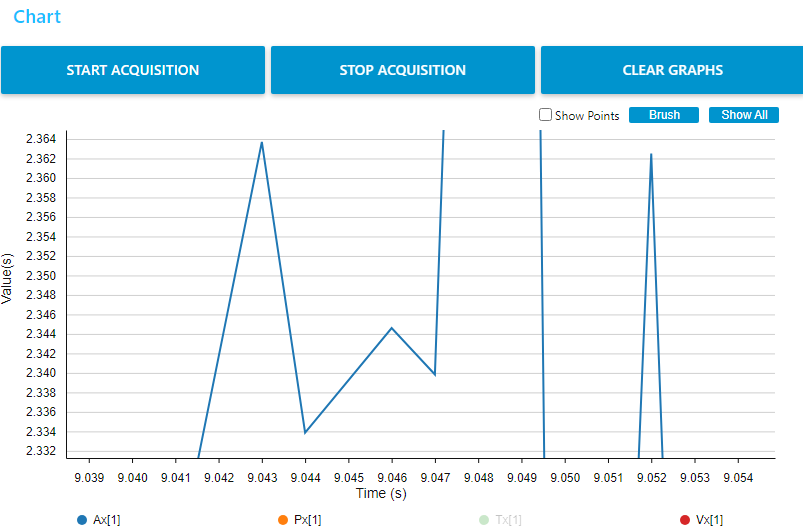 Chart
START ACQUISITION STOP ACQUISITION CLEAR GRAPHS
Show Points Brush Show All
2.364
2.362
2.360
2.358
2.356
2.354
2.352
2.350
2.348
2.346
2.344
2.342
2.340
2.338
2.336
2.334
2.332
Value(s)
9.039 9.040 9.041 9.042 9.043 9.044 9.045 9.046 9.047 9.048 9.049 9.050 9.051 9.052 9.053 9.054
Time (s)
Ax[1] Px[1] Tx[1] Vx[1]